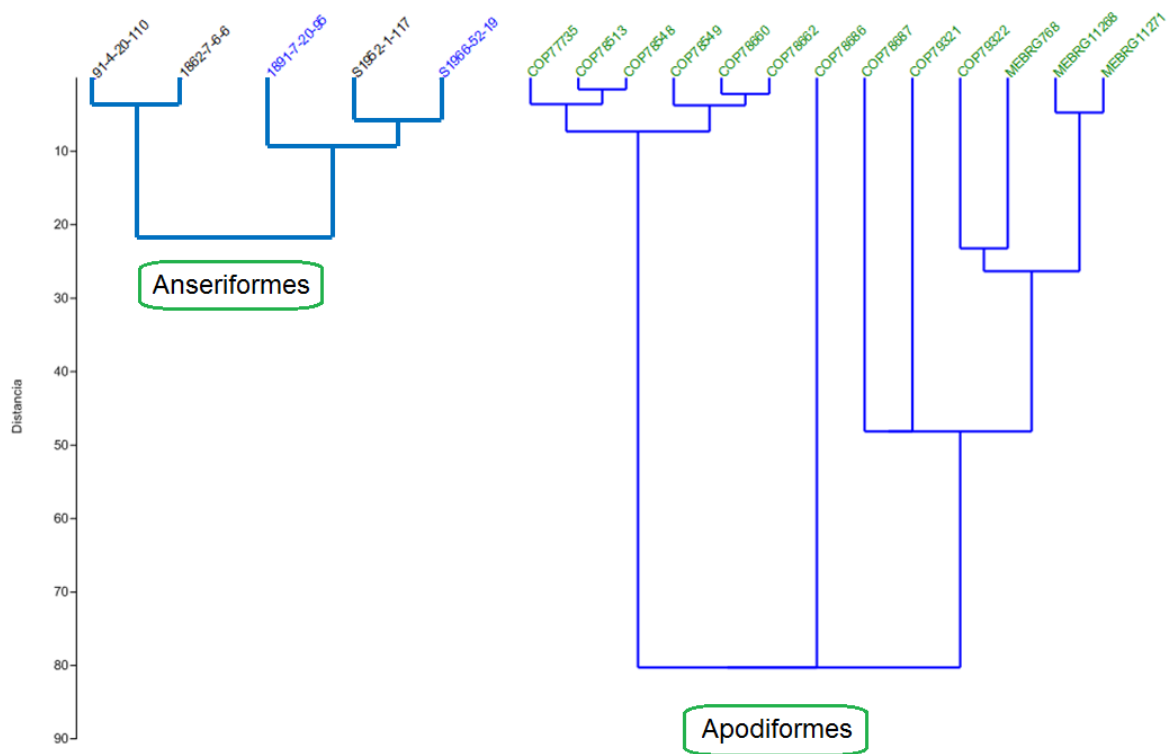 91-4-20-110
1862-7-6-6
1891-7-20-95
S1952-1-117
S1966-52-19
COP77735
COP78513
COP78548
COP78549
COP78660
COP78662
COP78686
COP78687
COP79321
COP79322
MEBRG768
MEBRG11268
MEBRG11271
10
20
30
40
50
60
70
80
90
Distancia
Anseriformes
Apodiformes